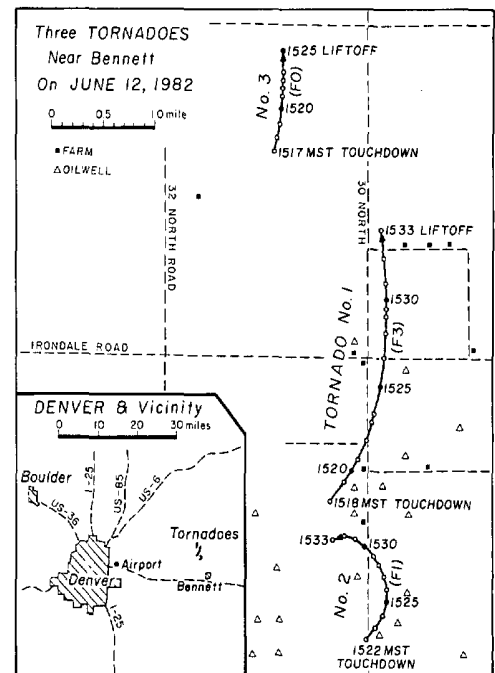 Three TORNADOES
Near Bennett
On JUNE 12, 1982
0 0.5 1.0 mile
FARM
OILWELL
1525 LIFTOFF
No. 3
(F0)
1520
1517 MST TOUCHDOWN
32 NORTH ROAD
30 NORTH
1533 LIFTOFF
1530
TORNADO No. 1
(F3)
IRONDALE ROAD
1525
1520
1518 MST TOUCHDOWN
1533
1530
No. 2
(F1)
1525
1522 MST
TOUCHDOWN
DENVER & Vicinity
0 10 20 30 miles
Boulder
US-36
I-25
US-85
US-6
Tornadoes
Airport
Denver
Bennett
I-25